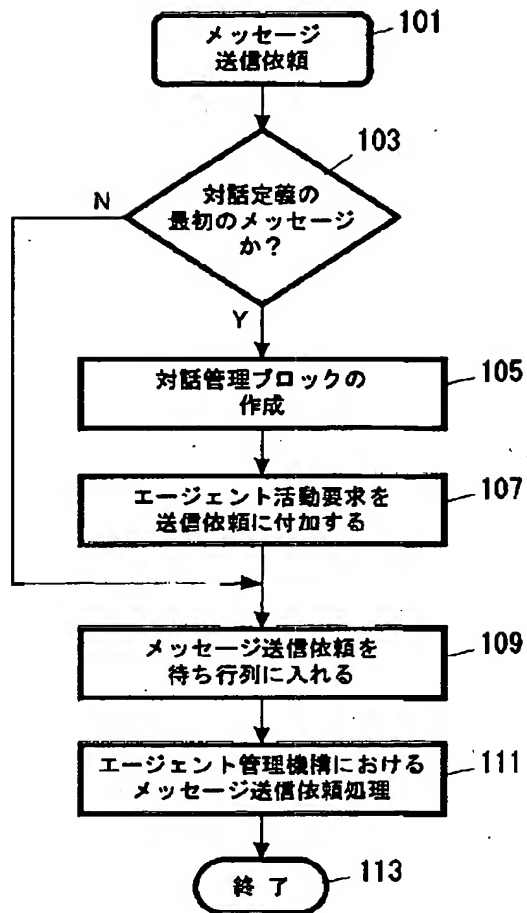 メッセージ
送信依頼
101
103
対話定義の
最初のメッセージ
か?
N
Y
対話管理ブロックの
作成
105
エージェント活動要求を
送信依頼に付加する
107
メッセージ送信依頼を
待ち行列に入れる
109
エージェント管理機構における
メッセージ送信依頼処理
111
終了
113